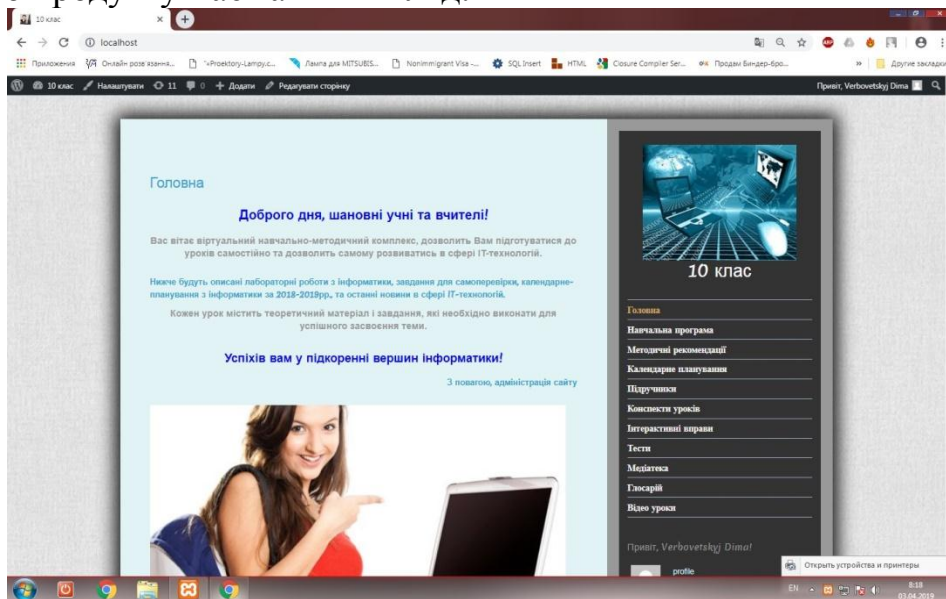 10 клас
localhost
Приложения
Онлайн розв'язання...
"«Proektory-Lampy.c...
Лампа для MITSUBIS...
Nonimmigrant Visa -...
SQL Insert
HTML
Closure Compiler Ser...
Продам Биндер-бро...
»
Другие закладки
10 клас
Налаштувати
11
0
Додати
Редагувати сторінку
Привіт, Verbovetskyj Dima
Головна
Доброго дня, шановні учні та вчителі!
Вас вітає віртуальний навчально-методичний комплекс, дозволить Вам підготуватися до
уроків самостійно та дозволить самому розвиватись в сфері ІТ-технологій.
Нижче будуть описані лабораторні роботи з інформатики, завдання для самоперевірки, календарне-
планування з інформатики за 2018-2019рр., та останні новини в сфері ІТ-технологій.
Кожен урок містить теоретичний матеріал і завдання, які необхідно виконати для
успішного засвоєння теми.
Успіхів вам у підкоренні вершин інформатики!
З повагою, адміністрація сайту
10 клас
Головна
Навчальна програма
Методичні рекомендації
Календарне планування
Підручники
Конспекти уроків
Інтерактивні вправи
Тести
Медіатека
Глосарій
Відео уроки
Привіт, Verbovetskyj Dima!
profile
Открыть устройства и принтеры
EN
8:18
03.04.2019